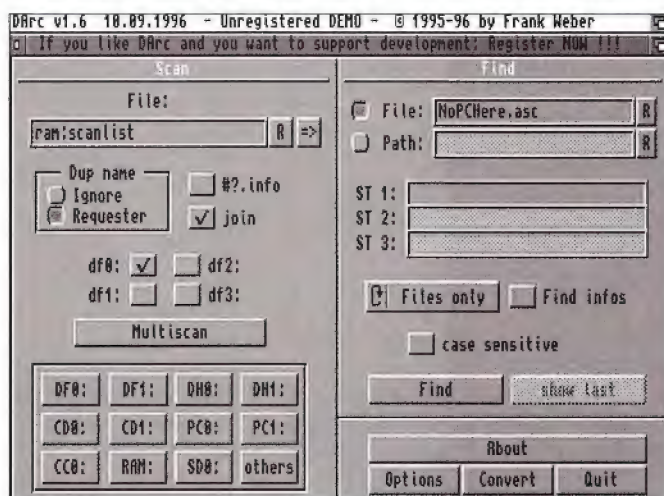 DArc v1.6 10.09.1996 - Unregistered DEMO - © 1995-96 by Frank Weber
If you like DArc and you want to support development: Register NOW !!!
Scan
File:
ram:scanlist
R
=>
Dup name
Ignore
Requester
#?.info
join
df0:
df2:
df1:
df3:
Multiscan
DF0:
DF1:
DH0:
DH1:
CD0:
CD1:
PC0:
PC1:
CC0:
RAM:
SD0:
others
Find
File:
NoPCHere.asc
R
Path:
R
ST 1:
ST 2:
ST 3:
Files only
Find infos
case sensitive
Find
show last
About
Options
Convert
Quit